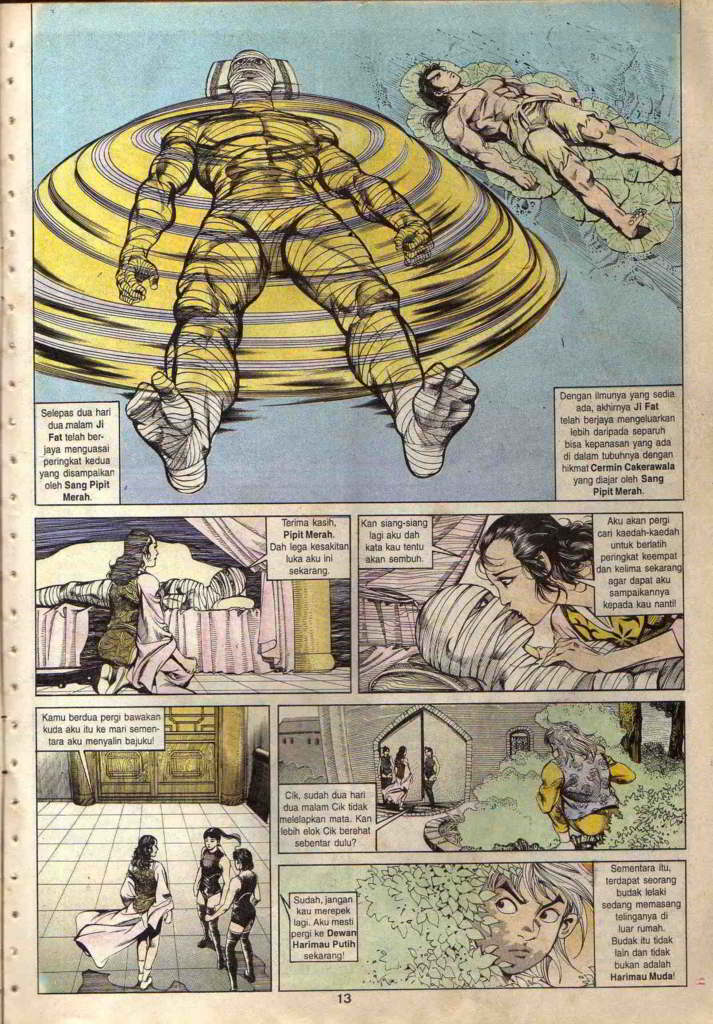 Selepas dua hari
dua malam Ji
Fat telah ber-
jaya menguasai
peringkat kedua
yang disampaikan
oleh Sang Pipit
Merah.
Dengan ilmunya yang sedia
ada, akhirnya Ji Fat
telah berjaya mengeluarkan
lebih daripada separuh
bisa kepanasan yang ada
di dalam tubuhnya dengan
hikmat Cermin Cakerawala
yang diajar oleh Sang
Pipit Merah.
Terima kasih,
Pipit Merah.
Dah lega kesakitan
luka aku ini
sekarang.
Kan siang-siang
lagi aku dah
kata kau tentu
akan sembuh.
Aku akan pergi
cari kaedah-kaedah
untuk berlatih
peringkat keempat
dan kelima sekarang
agar dapat aku
sampaikannya
kepada kau nanti!
Kamu berdua pergi bawakan
kuda aku itu ke mari semen-
tara aku menyalin bajuku!
Cik, sudah dua hari
dua malam Cik tidak
melelapkan mata. Kan
lebih elok Cik berehat
sebentar dulu?
Sudah, jangan
kau merepek
lagi. Aku mesti
pergi ke Dewan
Harimau Putih
sekarang!
Sementara itu,
terdapat seorang
budak lelaki
sedang memasang
telinganya di
luar rumah.
Budak itu tidak
lain dan tidak
bukan adalah
Harimau Muda!
13